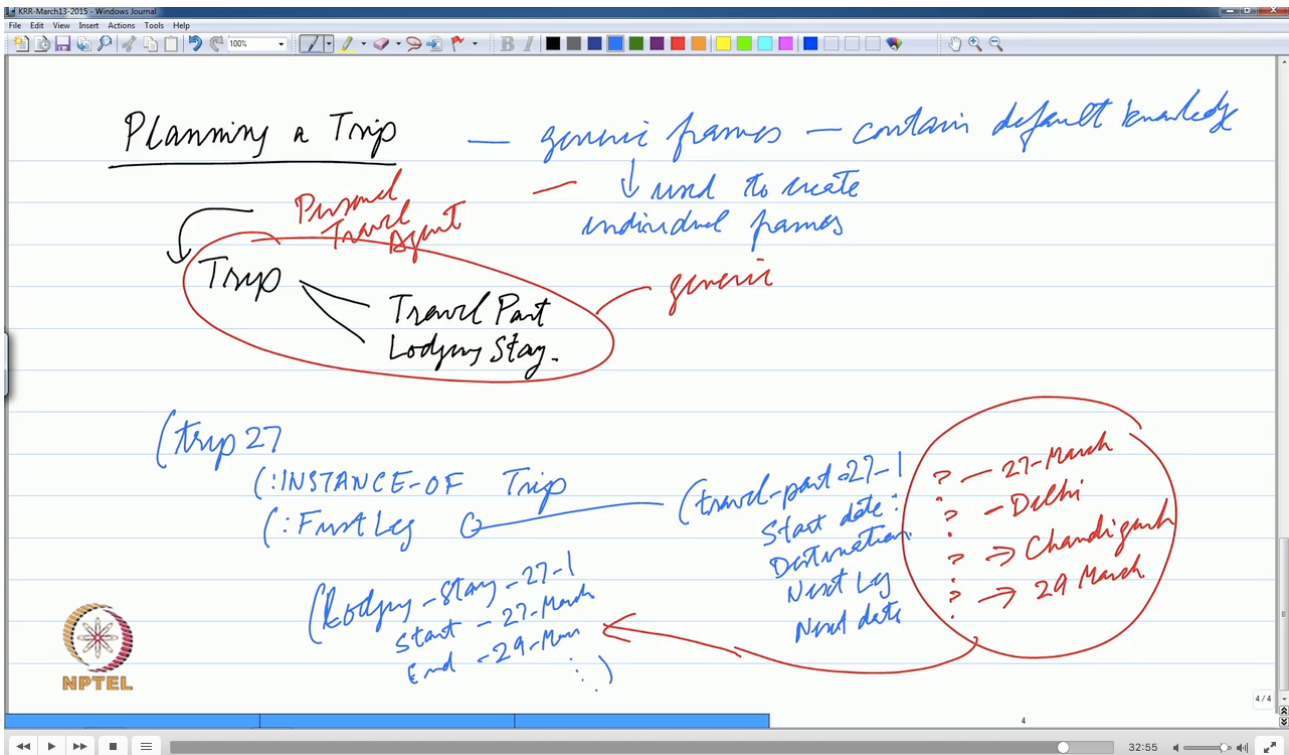 KRR-March13-2015 - Windows Journal
File Edit View Insert Actions Tools Help
100%
B I
Planning a Trip — generic frames — contain default knowledge
↓ used to create
individual frames
Personal
Travel
Agent
Trip
generic
Travel Part
Lodging Stay.
(trip 27
(:INSTANCE-OF Trip
(:First Leg
(travel-part-27-1
Start date : ? — 27-March
Destination ? - Delhi
Next Leg ? ⇒ Chandigarh
Next date ? → 29 March
(Lodging-Stay-27-1
Start - 27-March
End - 29-Mar
)
NPTEL
4/4
4
32:55